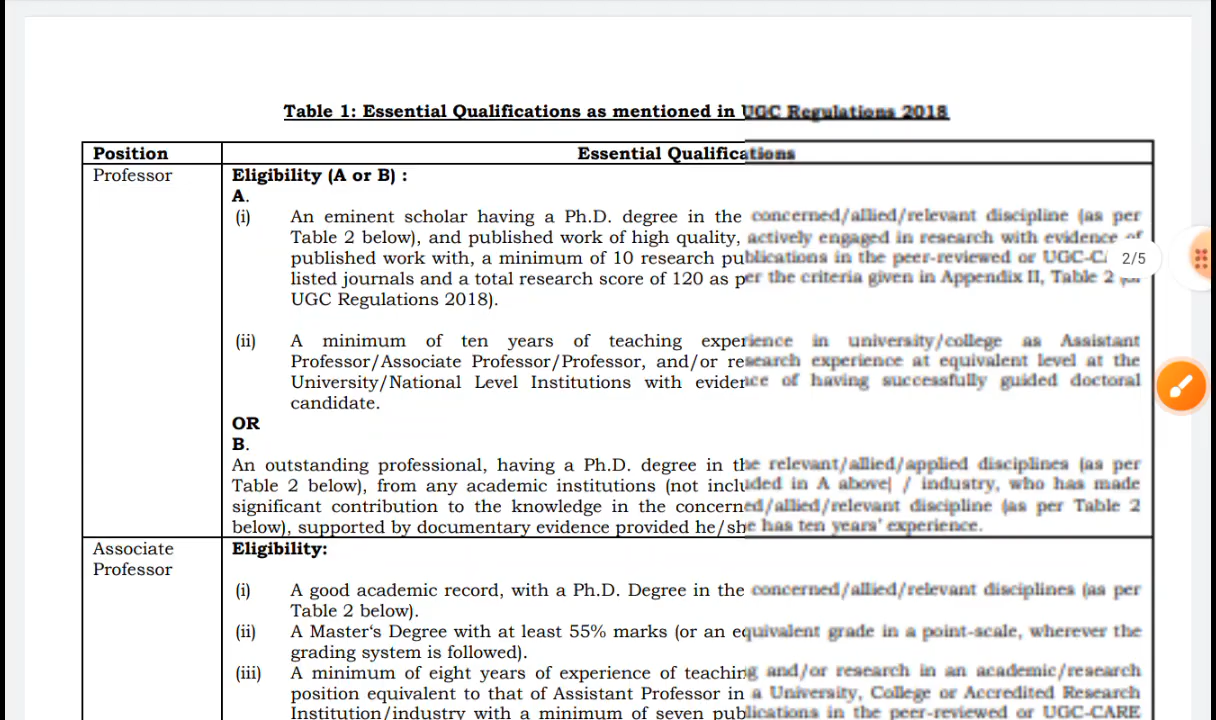 Table 1: Essential Qualifications as mentioned in UGC Regulations 2018
Position Essential Qualifications
Professor Eligibility (A or B) :
A.
(i) An eminent scholar having a Ph.D. degree in the concerned/allied/relevant discipline (as per
Table 2 below), and published work of high quality, actively engaged in research with evidence of
published work with, a minimum of 10 research publications in the peer-reviewed or UGC-CA 2/5
listed journals and a total research score of 120 as per the criteria given in Appendix II, Table 2
UGC Regulations 2018).
(ii) A minimum of ten years of teaching experience in university/college as Assistant
Professor/Associate Professor/Professor, and/or research experience at equivalent level at the
University/National Level Institutions with evidence of having successfully guided doctoral
candidate.
OR
B.
An outstanding professional, having a Ph.D. degree in the relevant/allied/applied disciplines (as per
Table 2 below), from any academic institutions (not included in A above) / industry, who has made
significant contribution to the knowledge in the concerned/allied/relevant discipline (as per Table 2
below), supported by documentary evidence provided he/she has ten years' experience.
Associate Eligibility:
Professor
(i) A good academic record, with a Ph.D. Degree in the concerned/allied/relevant disciplines (as per
Table 2 below).
(ii) A Master's Degree with at least 55% marks (or an equivalent grade in a point-scale, wherever the
grading system is followed).
(iii) A minimum of eight years of experience of teaching and/or research in an academic/research
position equivalent to that of Assistant Professor in a University, College or Accredited Research
Institution/industry with a minimum of seven publications in the peer-reviewed or UGC-CARE